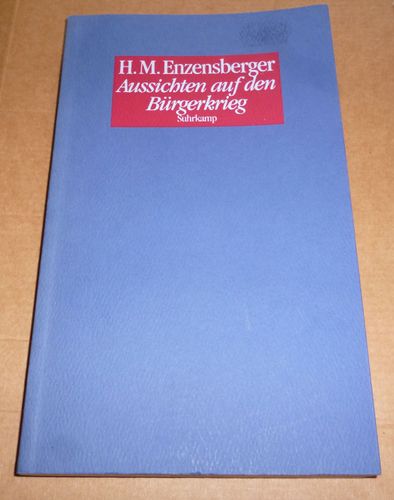 H. M. Enzensberger
Aussichten auf den
Bürgerkrieg
Suhrkamp